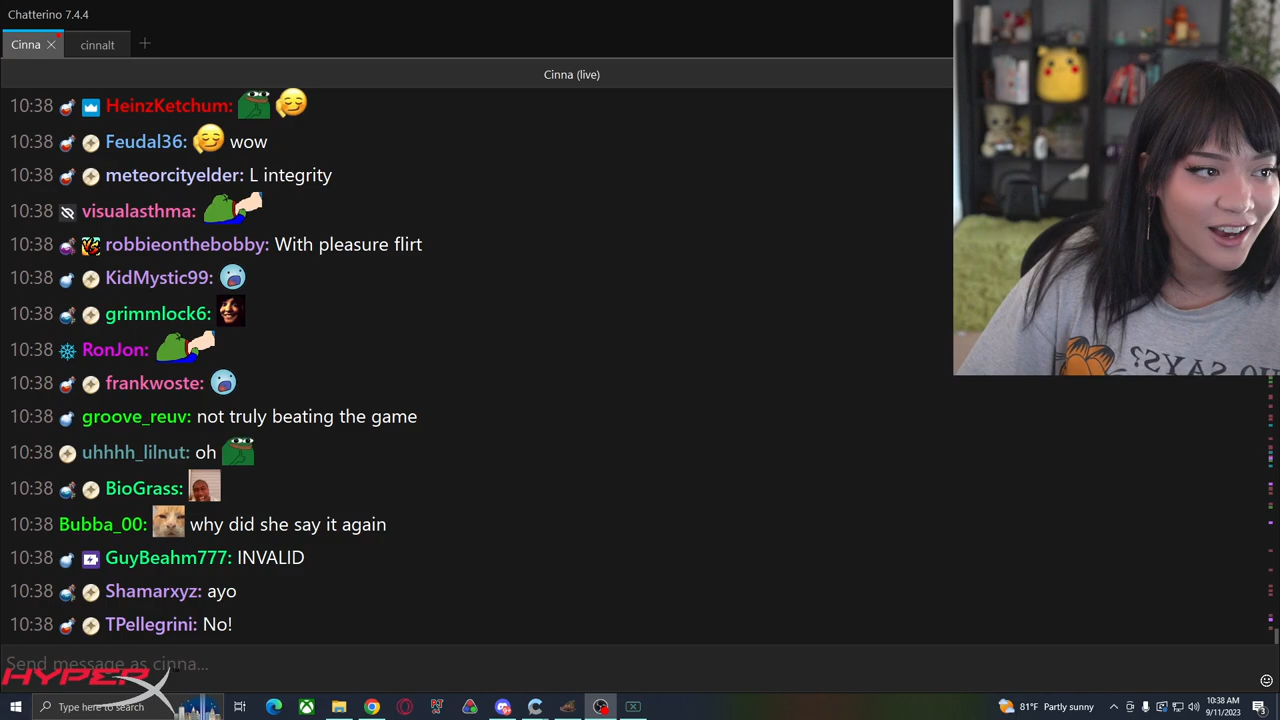 Chatterino 7.4.4
Cinna
cinnalt
Cinna (live)
10:38 HeinzKetchum:
10:38 Feudal36: wow
10:38 meteorcityelder: L integrity
10:38 visualasthma:
10:38 robbieonthebobby: With pleasure flirt
10:38 KidMystic99:
10:38 grimmlock6:
10:38 RonJon:
10:38 frankwoste:
10:38 groove_reuv: not truly beating the game
10:38 uhhhh_lilnut: oh
10:38 BioGrass:
10:38 Bubba_00: why did she say it again
10:38 GuyBeahm777: INVALID
10:38 Shamarxyz: ayo
10:38 TPellegrini: No!
Send message as cinna...
HYPERX
Type here to search
81°F Partly sunny
10:38 AM
9/11/2023
WHO SAYS?